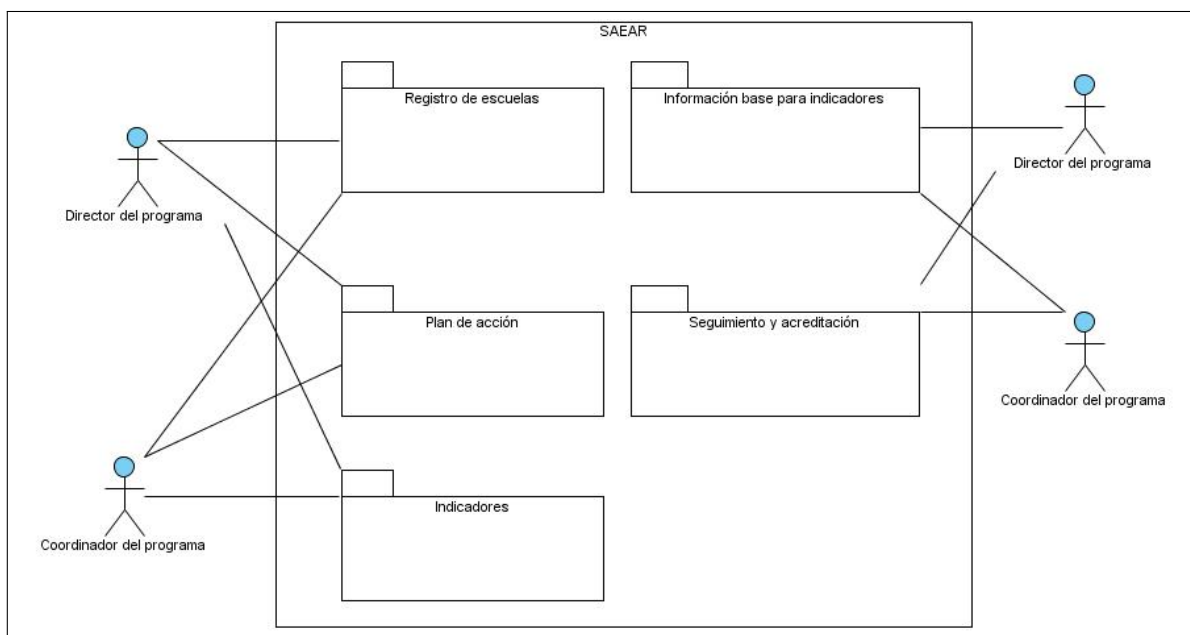 SAEAR
Registro de escuelas
Información base para indicadores
Director del programa
Director del programa
Plan de acción
Seguimiento y acreditación
Coordinador del programa
Indicadores
Coordinador del programa